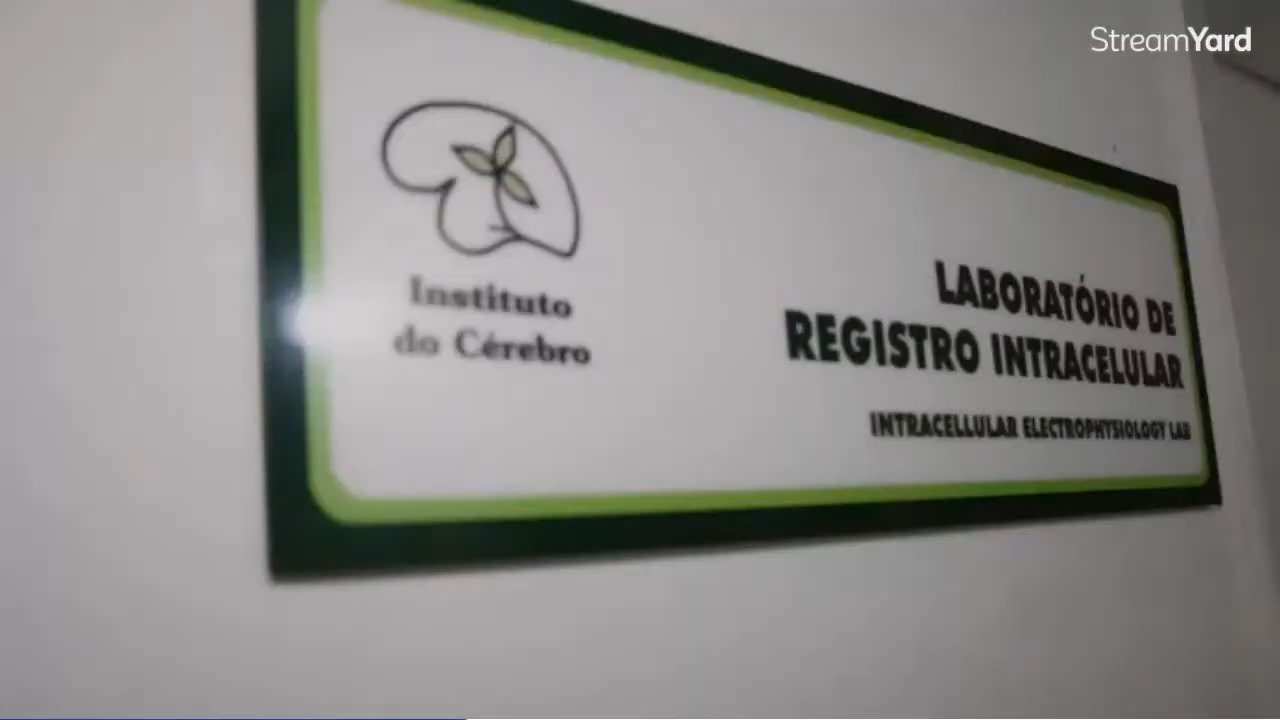 StreamYard
Instituto
do Cérebro
LABORATÓRIO DE
REGISTRO INTRACELULAR
INTRACELLULAR ELECTROPHYSIOLOGY LAB